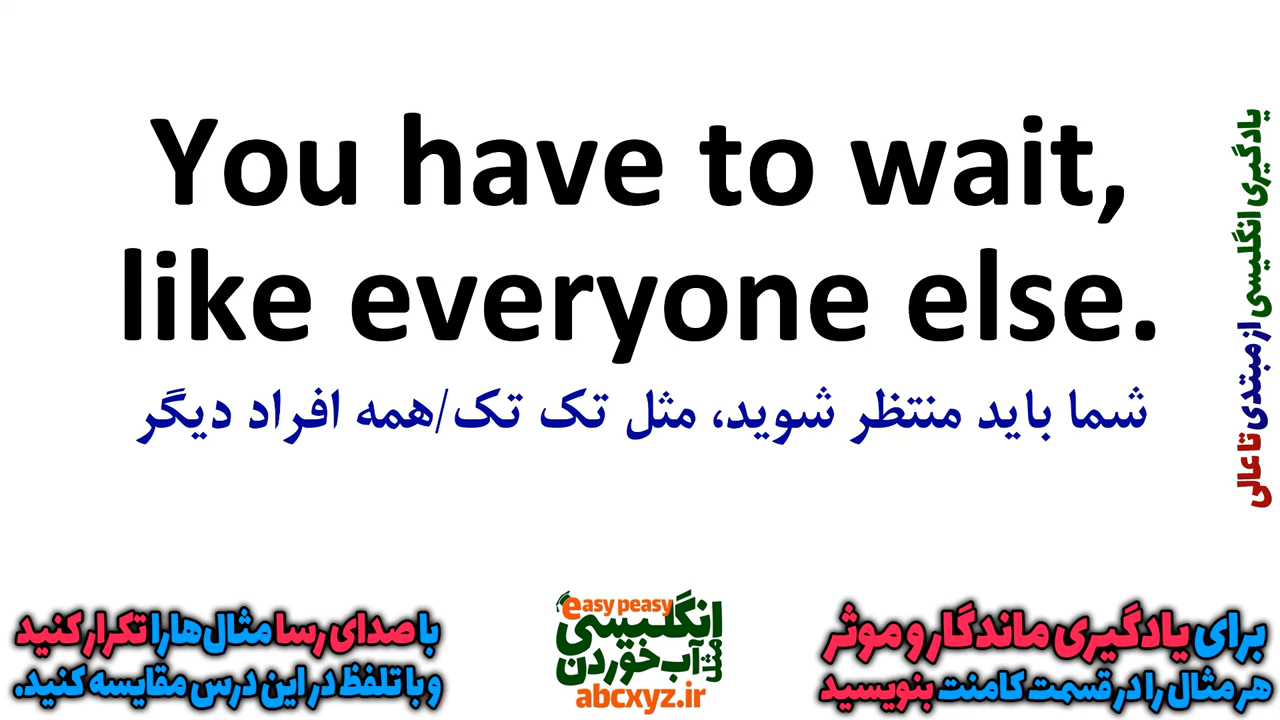 You have to wait,
like everyone else.
شما باید منتظر شوید، مثل تک تک/همه افراد دیگر
یادگیری انگلیسی از مبتدی تا عالی
برای یادگیری ماندگار و موثر
هر مثال را در قسمت کامنت بنویسید
easy peasy
انگلیسی
مثل آب خوردن
abcxyz.ir
با صدای رسا مثال‌ها را تکرار کنید
و با تلفظ در این درس مقایسه کنید.